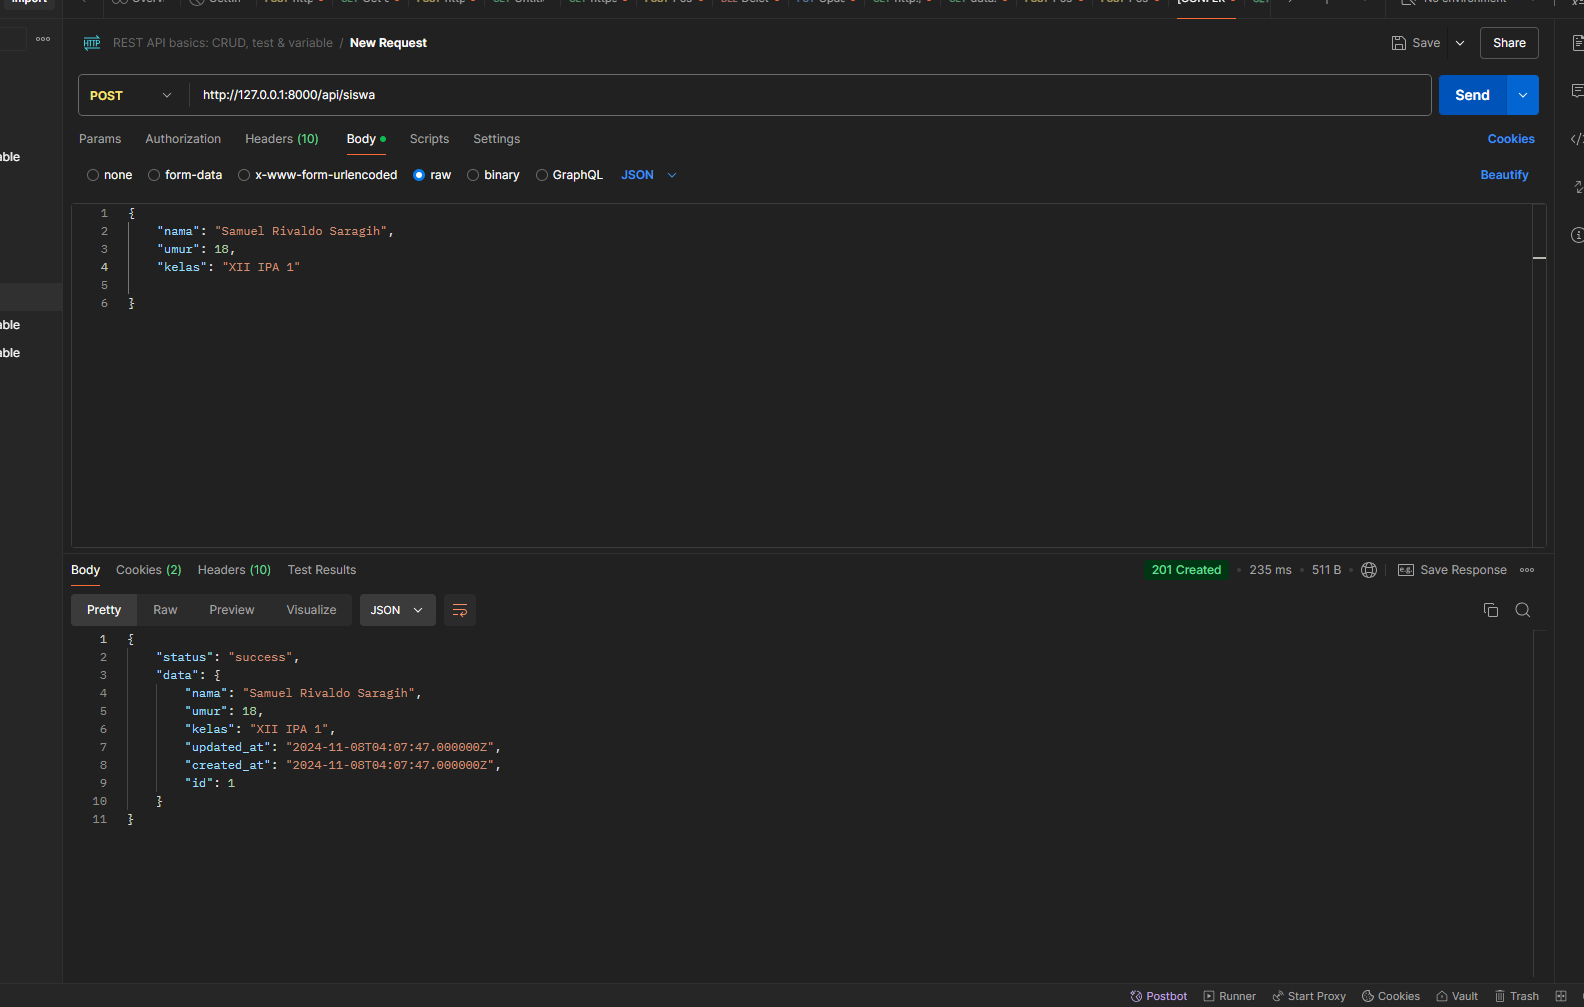 Import
No environment
REST API basics: CRUD, test & variable / New Request
Save
Share
POST
http://127.0.0.1:8000/api/siswa
Send
Params Authorization Headers (10) Body Scripts Settings
Cookies
none form-data x-www-form-urlencoded raw binary GraphQL JSON
Beautify
able
able
able
1 {
2 "nama": "Samuel Rivaldo Saragih",
3 "umur": 18,
4 "kelas": "XII IPA 1"
5
6 }
Body Cookies (2) Headers (10) Test Results
201 Created • 235 ms • 511 B
e.g. Save Response
Pretty Raw Preview Visualize JSON
1 {
2 "status": "success",
3 "data": {
4 "nama": "Samuel Rivaldo Saragih",
5 "umur": 18,
6 "kelas": "XII IPA 1",
7 "updated_at": "2024-11-08T04:07:47.000000Z",
8 "created_at": "2024-11-08T04:07:47.000000Z",
9 "id": 1
10 }
11 }
Postbot Runner Start Proxy Cookies Vault Trash